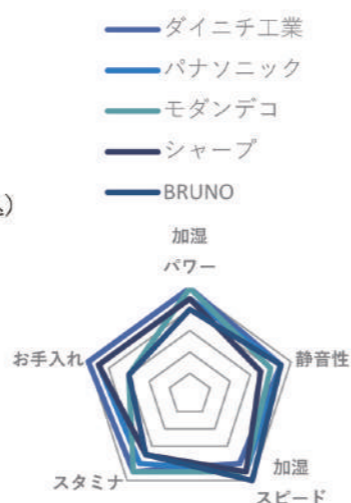 ダイニチ工業
パナソニック
モダンデコ
シャープ
BRUNO
)
加湿
パワー
お手入れ
静音性
スタミナ
加湿
スピード